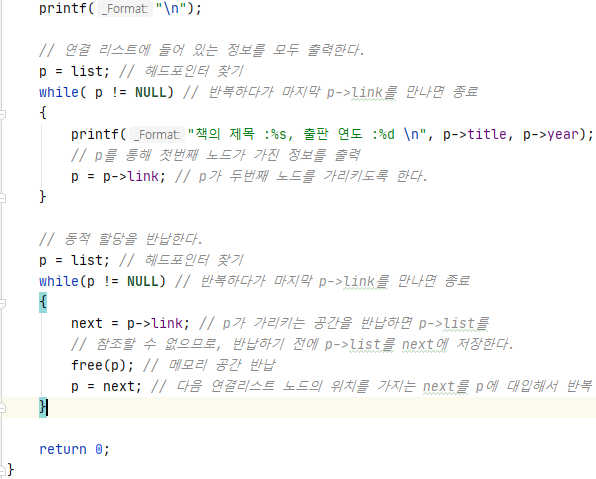 printf( _Format: "\n");
// 연결 리스트에 들어 있는 정보를 모두 출력한다.
p = list; // 헤드포인터 찾기
while( p != NULL) // 반복하다가 마지막 p->link를 만나면 종료
{
printf( _Format: "책의 제목 :%s, 출판 연도 :%d \n", p->title, p->year);
// p를 통해 첫번째 노드가 가진 정보를 출력
p = p->link; // p가 두번째 노드를 가리키도록 한다.
}
// 동적 할당을 반납한다.
p = list; // 헤드포인터 찾기
while(p != NULL) // 반복하다가 마지막 p->link를 만나면 종료
{
next = p->link; // p가 가리키는 공간을 반납하면 p->list를
// 참조할 수 없으므로, 반납하기 전에 p->list를 next에 저장한다.
free(p); // 메모리 공간 반납
p = next; // 다음 연결리스트 노드의 위치를 가지는 next를 p에 대입해서 반복
}
return 0;
}